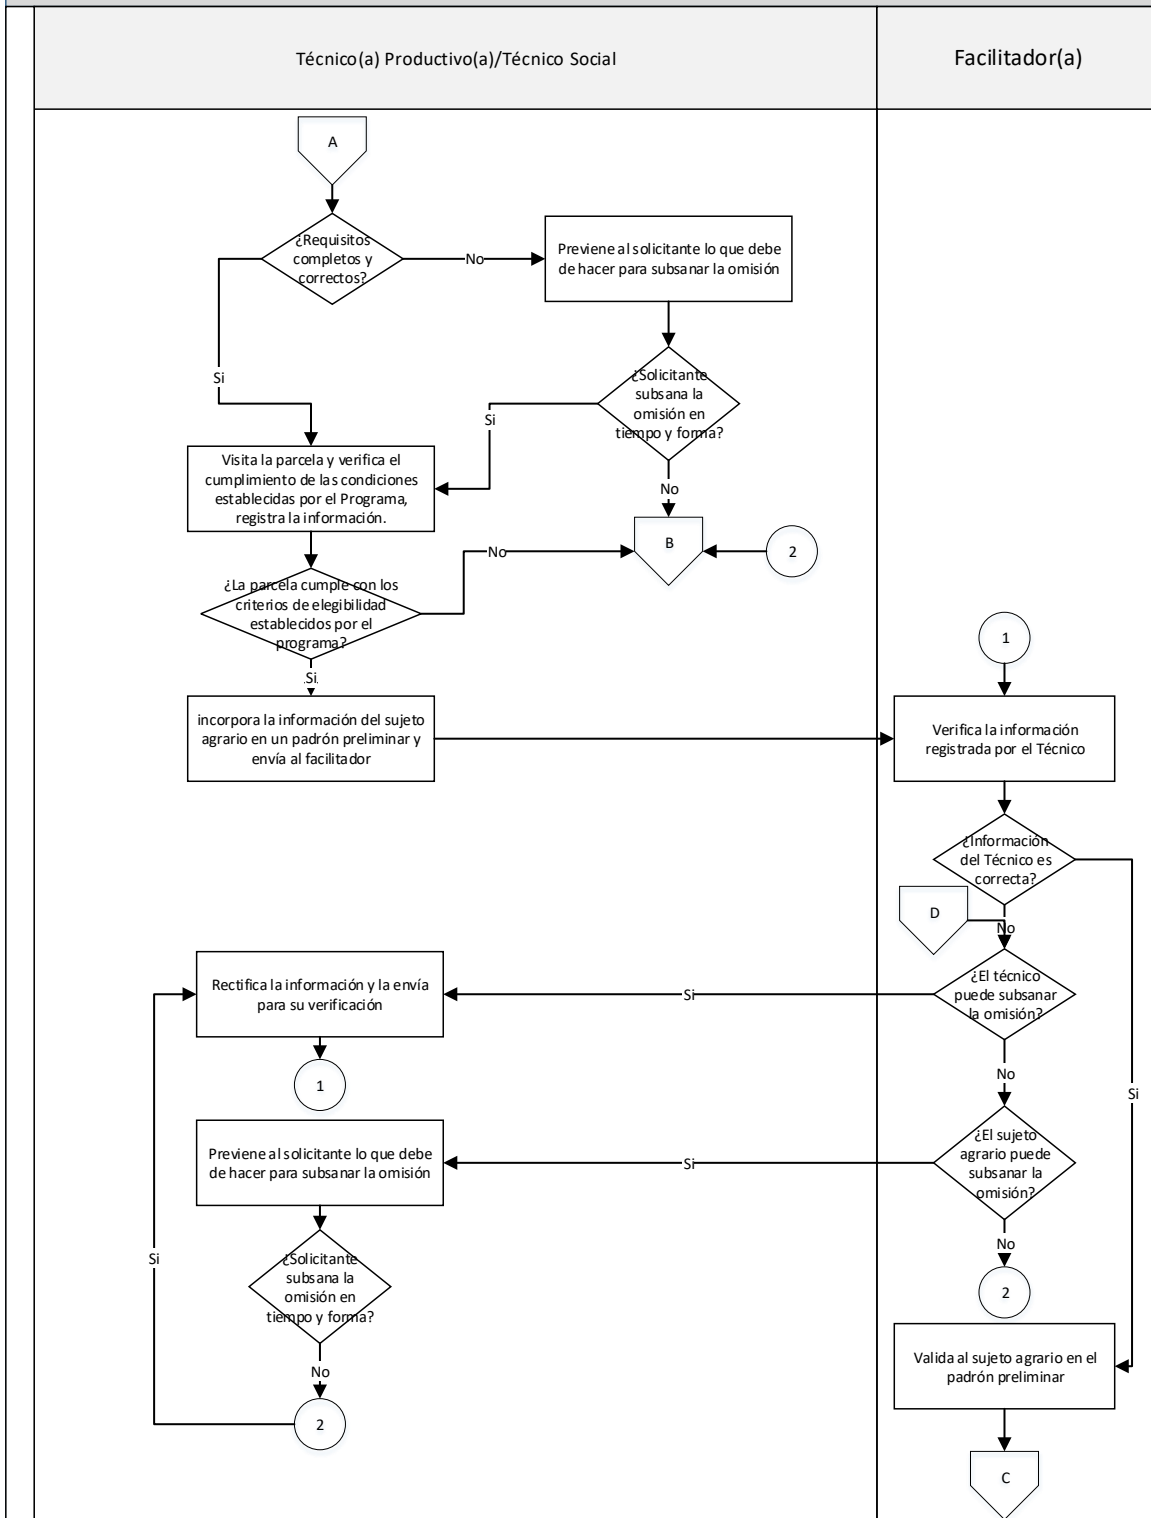 Técnico(a) Productivo(a)/Técnico Social
Facilitador(a)
A
¿Requisitos
completos y
correctos?
No
Previene al solicitante lo que debe
de hacer para subsanar la omisión
Si
¿Solicitante
subsana la
omisión en
tiempo y forma?
Si
No
Visita la parcela y verifica el
cumplimiento de las condiciones
establecidas por el Programa,
registra la información.
B
2
No
¿La parcela cumple con los
criterios de elegibilidad
establecidos por el
programa?
Si
1
incorpora la información del sujeto
agrario en un padrón preliminar y
envía al facilitador
Verifica la información
registrada por el Técnico
¿Información
del Técnico es
correcta?
D
No
Rectifica la información y la envía
para su verificación
Si
¿El técnico
puede subsanar
la omisión?
1
No
Si
Previene al solicitante lo que debe
de hacer para subsanar la omisión
Si
¿El sujeto
agrario puede
subsanar la
omisión?
Si
¿Solicitante
subsana la
omisión en
tiempo y forma?
No
2
Valida al sujeto agrario en el
padrón preliminar
No
2
C